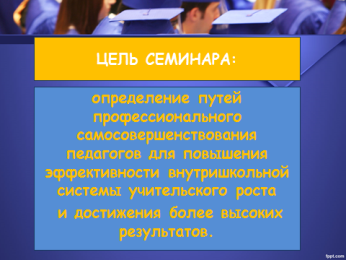 ЦЕЛЬ СЕМИНАРА:
определение путей
профессионального
самосовершенствования
педагогов для повышения
эффективности внутришкольной
системы учительского роста
и достижения более высоких
результатов.
fppt.com